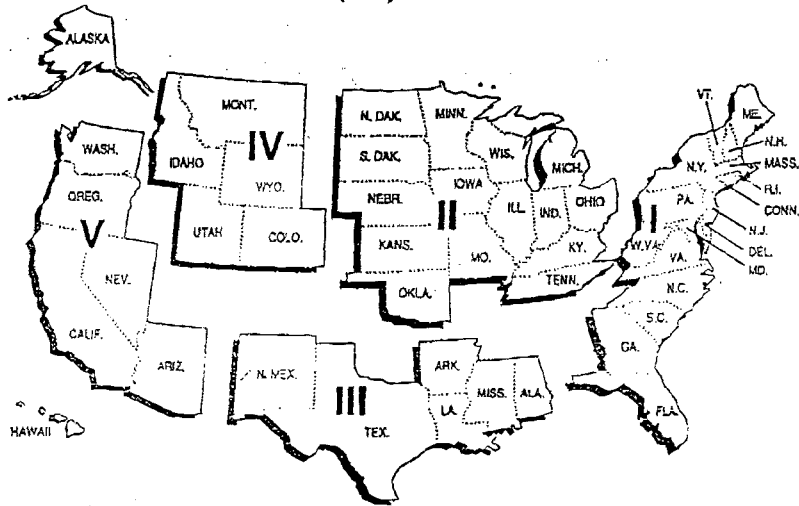 ALASKA
MONT.
N. DAK.
MINN.
VT.
ME.
WASH.
IDAHO
IV
S. DAK.
WIS.
MICH.
N.Y.
N.H.
MASS.
OREG.
WYO.
NEBR.
IOWA
ILL.
IND.
OHIO
PA.
R.I.
CONN.
V
UTAH
COLO.
II
I
N.J.
KANS.
MO.
KY.
W.VA.
VA.
DEL.
MD.
NEV.
OKLA.
TENN.
N.C.
CALIF.
S.C.
ARIZ.
N. MEX.
ARK.
GA.
III
MISS.
ALA.
HAWAII
TEX.
LA.
FLA.